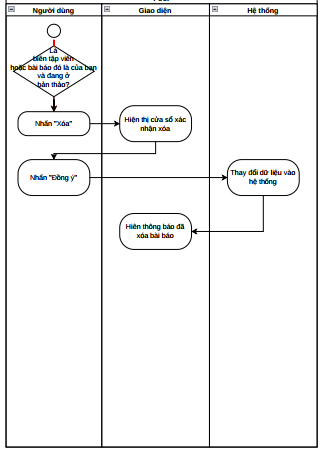 Người dùng
Giao diện
Hệ thống
Là
biên tập viên
hoặc bài báo đó là của bạn
và đang ở
bản thảo?
Nhấn "Xóa"
Hiện thị cửa sổ xác
nhận xóa
Nhấn "Đồng ý"
Thay đổi dữ liệu vào
hệ thống
Hiên thông báo đã
xóa bài báo